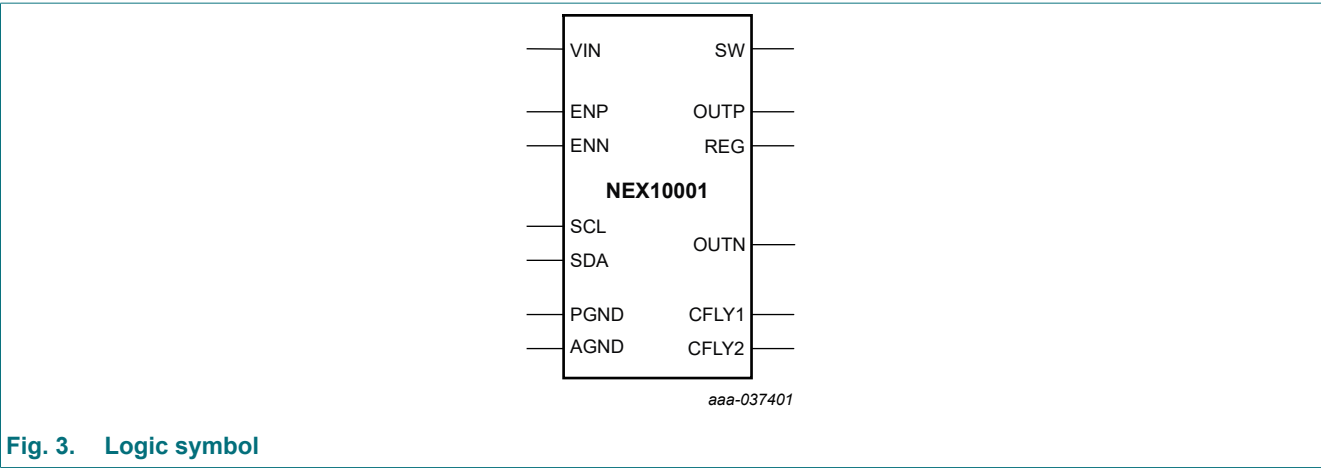 VIN SW
ENP OUTP
ENN REG
NEX10001
SCL
OUTN
SDA
PGND CFLY1
AGND CFLY2
aaa-037401
Fig. 3. Logic symbol